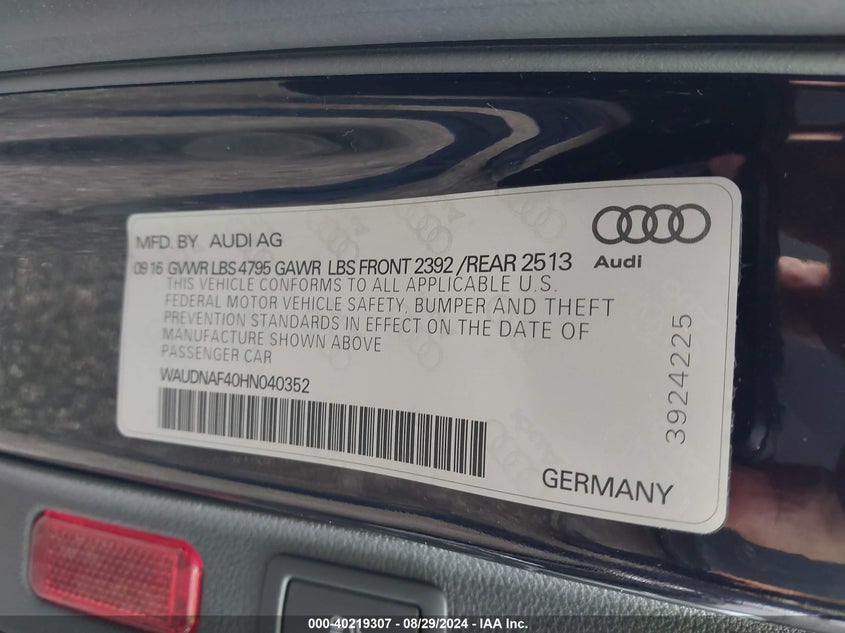 MFD. BY AUDI AG
09 16 GVWR LBS 4795 GAWR LBS FRONT 2392 /REAR 2513
Audi
THIS VEHICLE CONFORMS TO ALL APPLICABLE U.S.
FEDERAL MOTOR VEHICLE SAFETY, BUMPER AND THEFT
PREVENTION STANDARDS IN EFFECT ON THE DATE OF
MANUFACTURE SHOWN ABOVE
PASSENGER CAR
WAUDNAF40HN040352
3924225
GERMANY
000-40219307 - 08/29/2024 - IAA Inc.